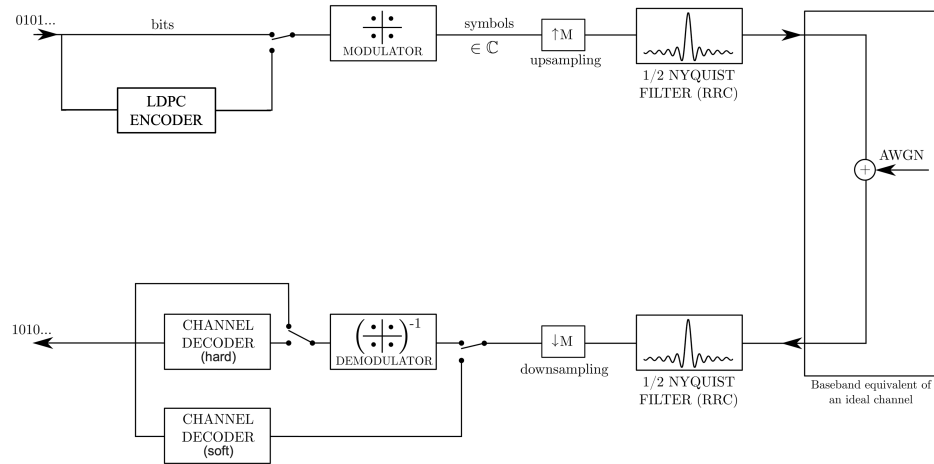 0101...
bits
LDPC
ENCODER
MODULATOR
symbols
∈ ℂ
↑M
upsampling
1/2 NYQUIST
FILTER (RRC)
+
AWGN
1010...
CHANNEL
DECODER
(hard)
( )-1
DEMODULATOR
↓M
downsampling
1/2 NYQUIST
FILTER (RRC)
Baseband equivalent of
an ideal channel
CHANNEL
DECODER
(soft)